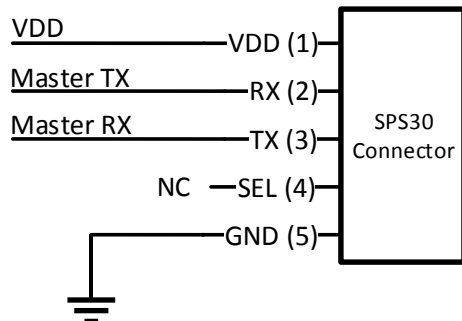 VDD VDD (1)
Master TX RX (2)
Master RX TX (3)
NC SEL (4)
GND (5)
SPS30
Connector